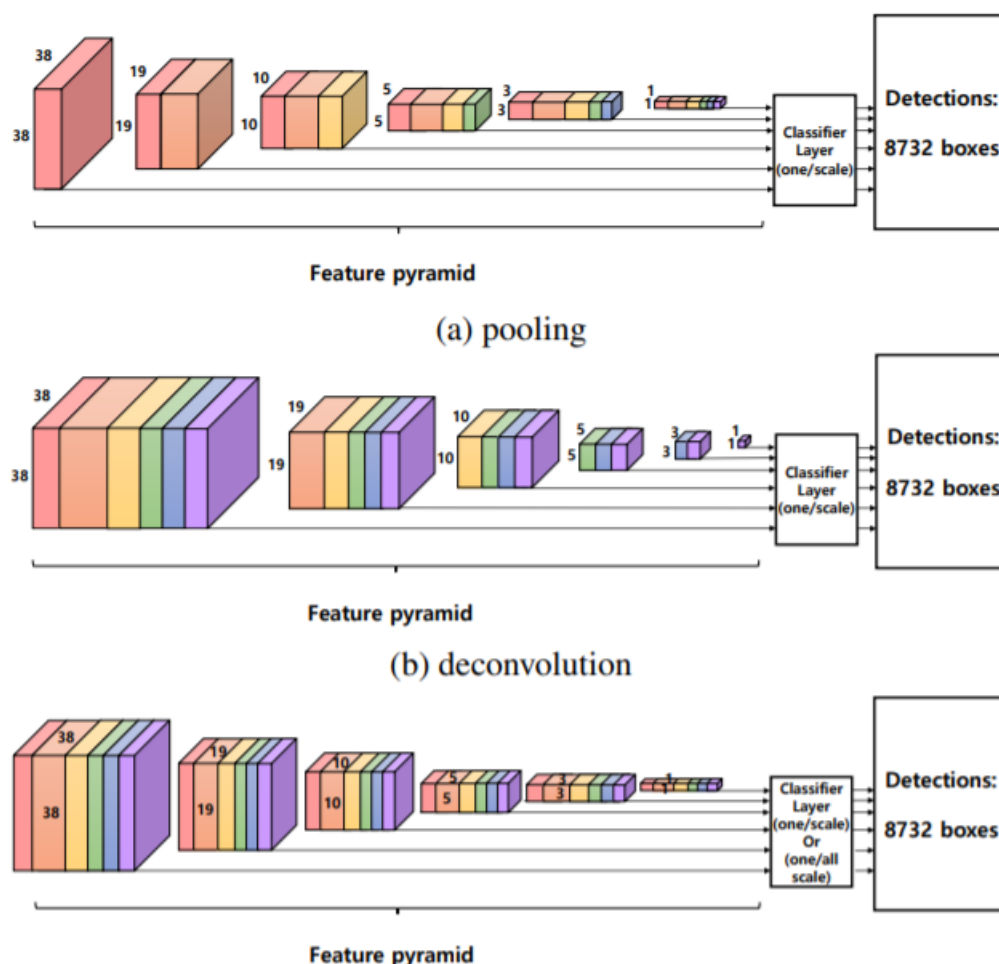 38
38
19
19
10
10
5
5
3
3
1
1
Classifier
Layer
(one/scale)
Detections:
8732 boxes
Feature pyramid
(a) pooling
38
38
19
19
10
10
5
5
3
3
1
1
Classifier
Layer
(one/scale)
Detections:
8732 boxes
Feature pyramid
(b) deconvolution
38
38
19
19
10
10
5
5
3
3
1
1
Classifier
Layer
(one/scale)
Or
(one/all
scale)
Detections:
8732 boxes
Feature pyramid